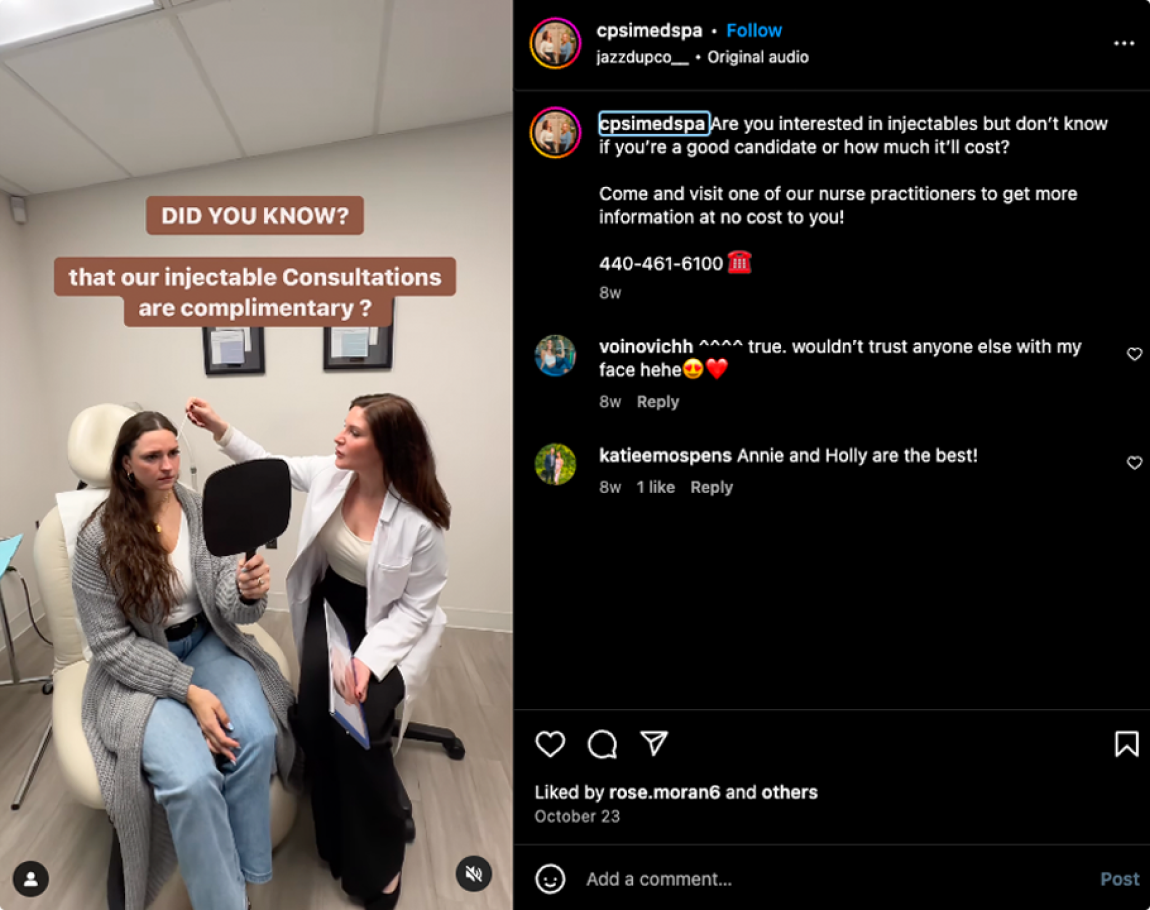 DID YOU KNOW?
that our injectable Consultations
are complimentary ?
cpsimedspa • Follow
jazzdupco__ • Original audio
cpsimedspa Are you interested in injectables but don’t know
if you’re a good candidate or how much it’ll cost?
Come and visit one of our nurse practitioners to get more
information at no cost to you!
440-461-6100 ☎️
8w
voinovichh ^^^^ true. wouldn’t trust anyone else with my
face hehe😍❤️
8w Reply
katieemospens Annie and Holly are the best!
8w 1 like Reply
Liked by rose.moran6 and others
October 23
Add a comment...
Post